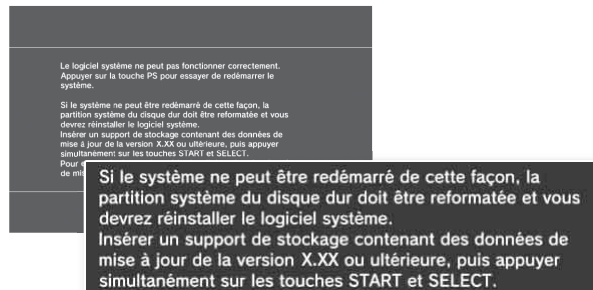 Le logiciel système ne peut pas fonctionner correctement.
Appuyer sur la touche PS pour essayer de redémarrer le
système.
Si le système ne peut être redémarré de cette façon, la
partition système du disque dur doit être reformatée et vous
devrez réinstaller le logiciel système.
Insérer un support de stockage contenant des données de
mise à jour de la version X.XX ou ultérieure, puis appuyer
simultanément sur les touches START et SELECT.
Pour
de
Si le système ne peut être redémarré de cette façon, la
partition système du disque dur doit être reformatée et vous
devrez réinstaller le logiciel système.
Insérer un support de stockage contenant des données de
mise à jour de la version X.XX ou ultérieure, puis appuyer
simultanément sur les touches START et SELECT.